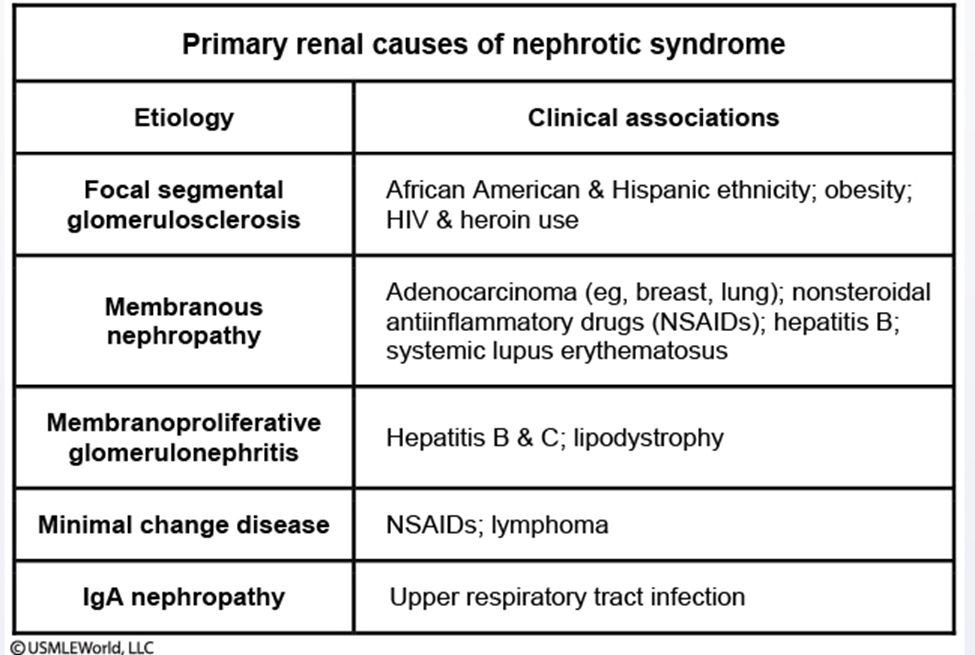 Primary renal causes of nephrotic syndrome
Etiology
Clinical associations
Focal segmental
glomerulosclerosis
African American & Hispanic ethnicity; obesity;
HIV & heroin use
Membranous
nephropathy
Adenocarcinoma (eg, breast, lung); nonsteroidal
antiinflammatory drugs (NSAIDs); hepatitis B;
systemic lupus erythematosus
Membranoproliferative
glomerulonephritis
Hepatitis B & C; lipodystrophy
Minimal change disease
NSAIDs; lymphoma
IgA nephropathy
Upper respiratory tract infection
©USMLEWorld, LLC